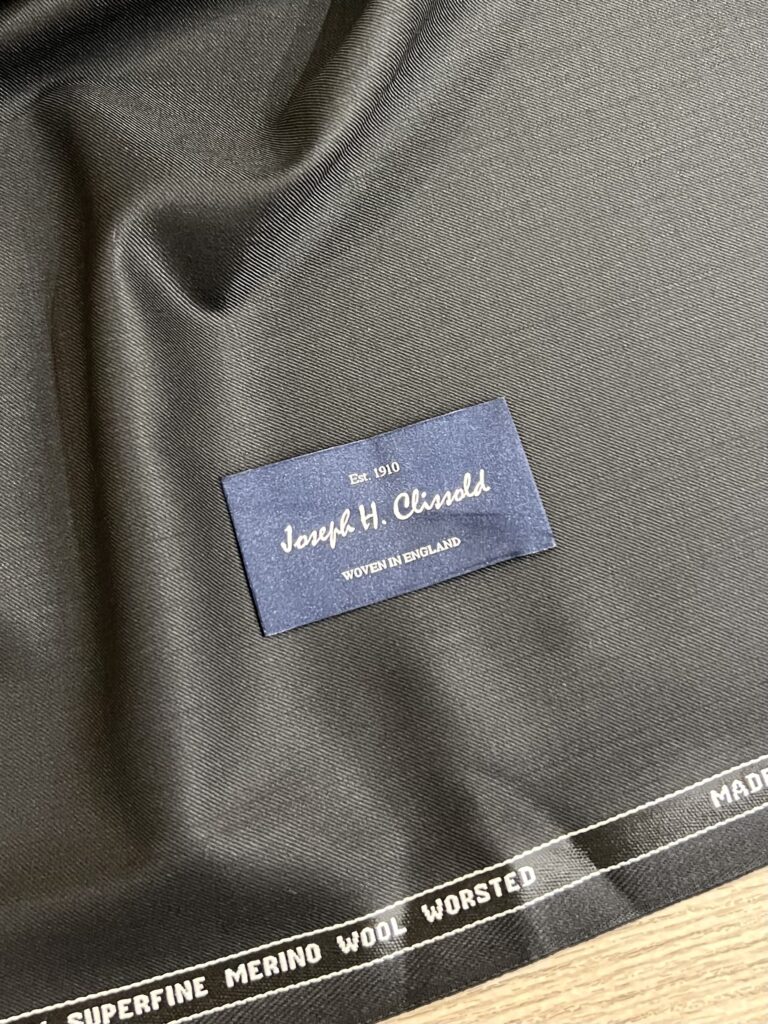 Est. 1910
Joseph H. Clissold
WOVEN IN ENGLAND
SUPERFINE MERINO WOOL WORSTED
MADE